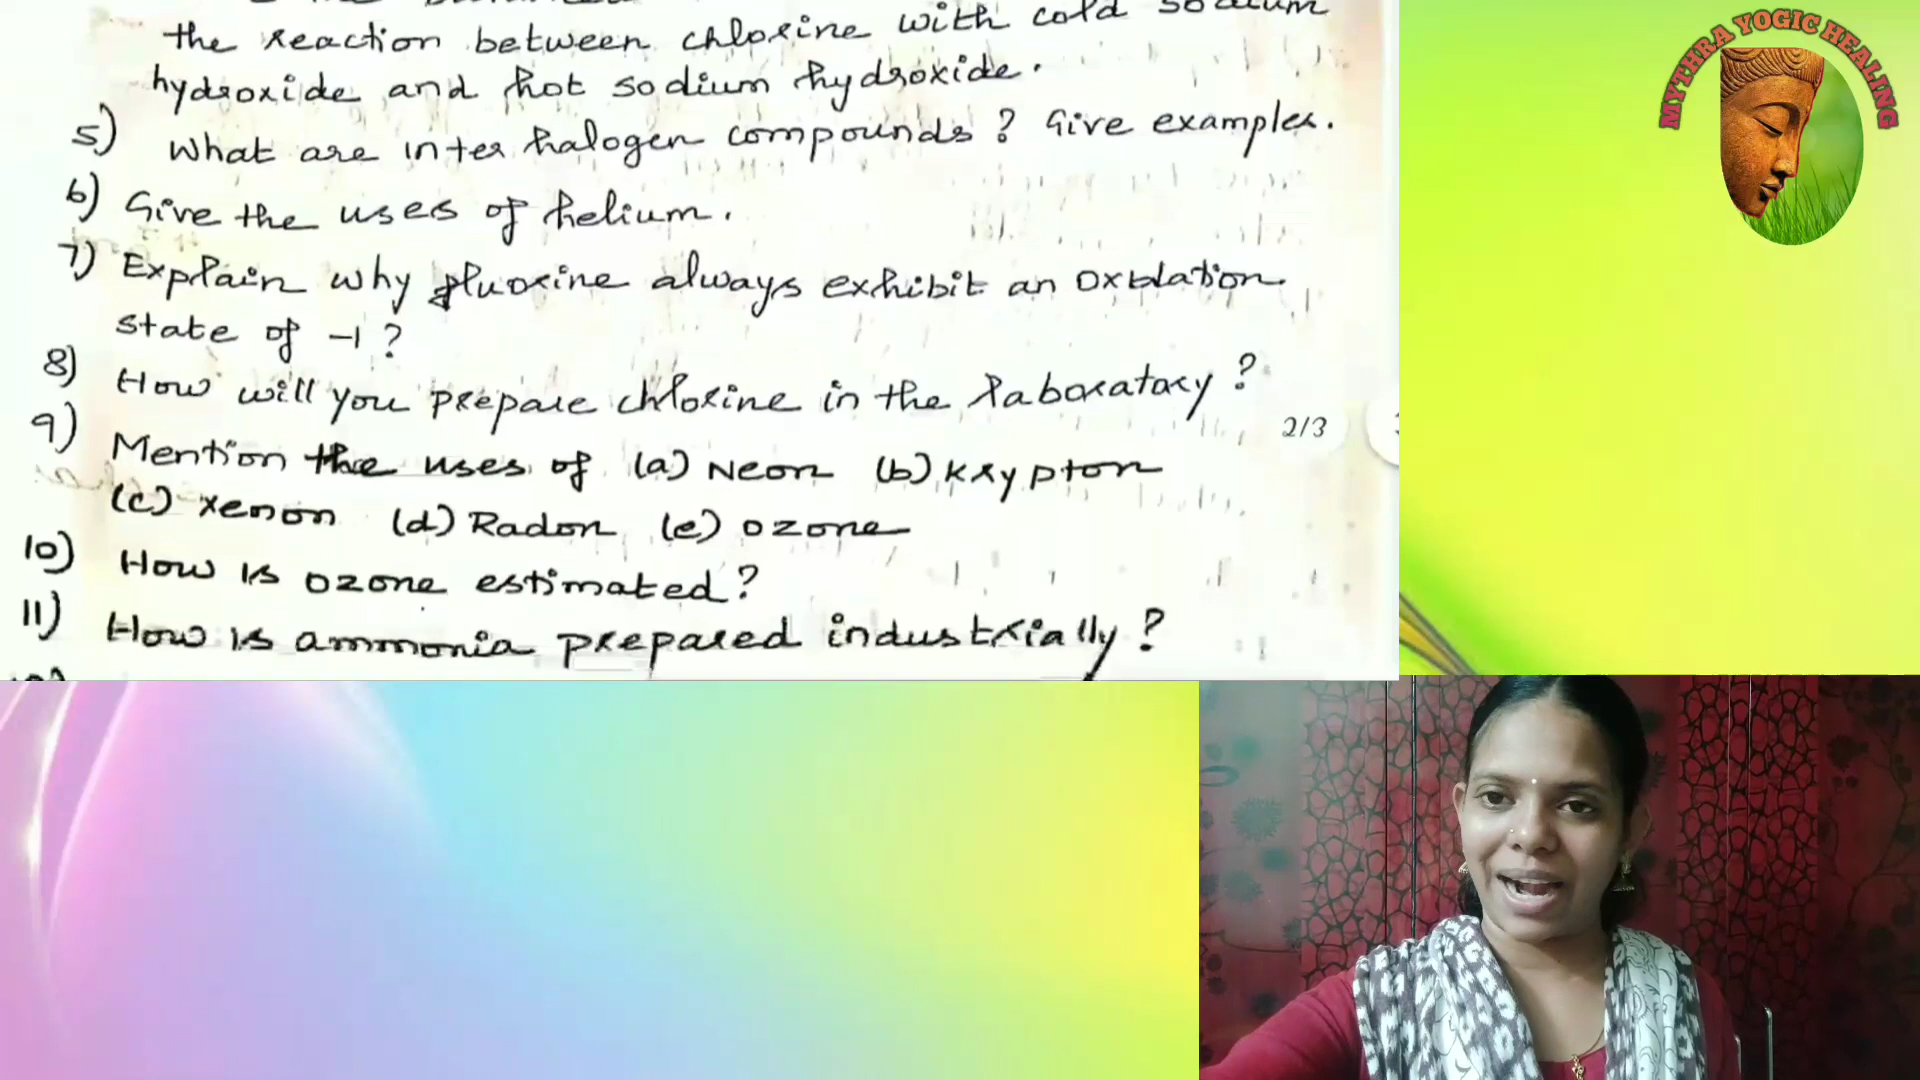 the reaction between chlorine with cold sodium
hydroxide and hot sodium hydroxide.
5) What are inter halogen compounds? Give examples.
6) Give the uses of helium.
7) Explain why fluorine always exhibit an oxidation
state of -1?
8) How will you prepare chlorine in the laboratary?
9) Mention the uses of (a) Neon (b) Krypton
(c) xenon (d) Radon (e) ozone
10) How is ozone estimated?
11) How is ammonia prepared industrially?
2/3
MYTHRA YOGIC HEALING